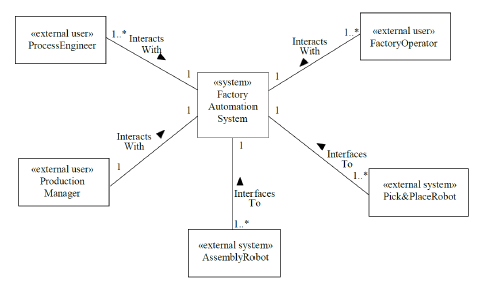 «external user»
ProcessEngineer
1..*
Interacts
With
1
«external user»
FactoryOperator
1..*
Interacts
With
1
«system»
Factory
Automation
System
1
1
1
Interacts
With
1
«external user»
Production
Manager
Interfaces
To
1..*
«external system»
Pick&PlaceRobot
Interfaces
To
1..*
«external system»
AssemblyRobot